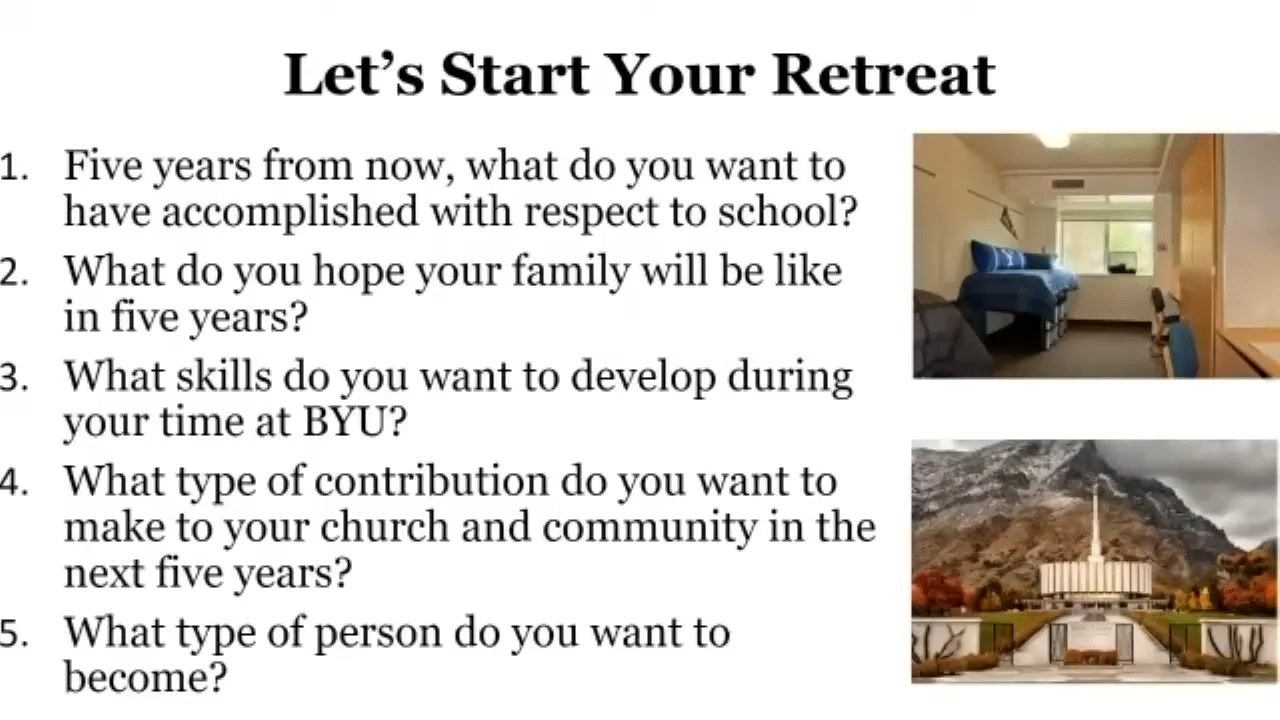 Let’s Start Your Retreat
1. Five years from now, what do you want to
have accomplished with respect to school?
2. What do you hope your family will be like
in five years?
3. What skills do you want to develop during
your time at BYU?
4. What type of contribution do you want to
make to your church and community in the
next five years?
5. What type of person do you want to
become?